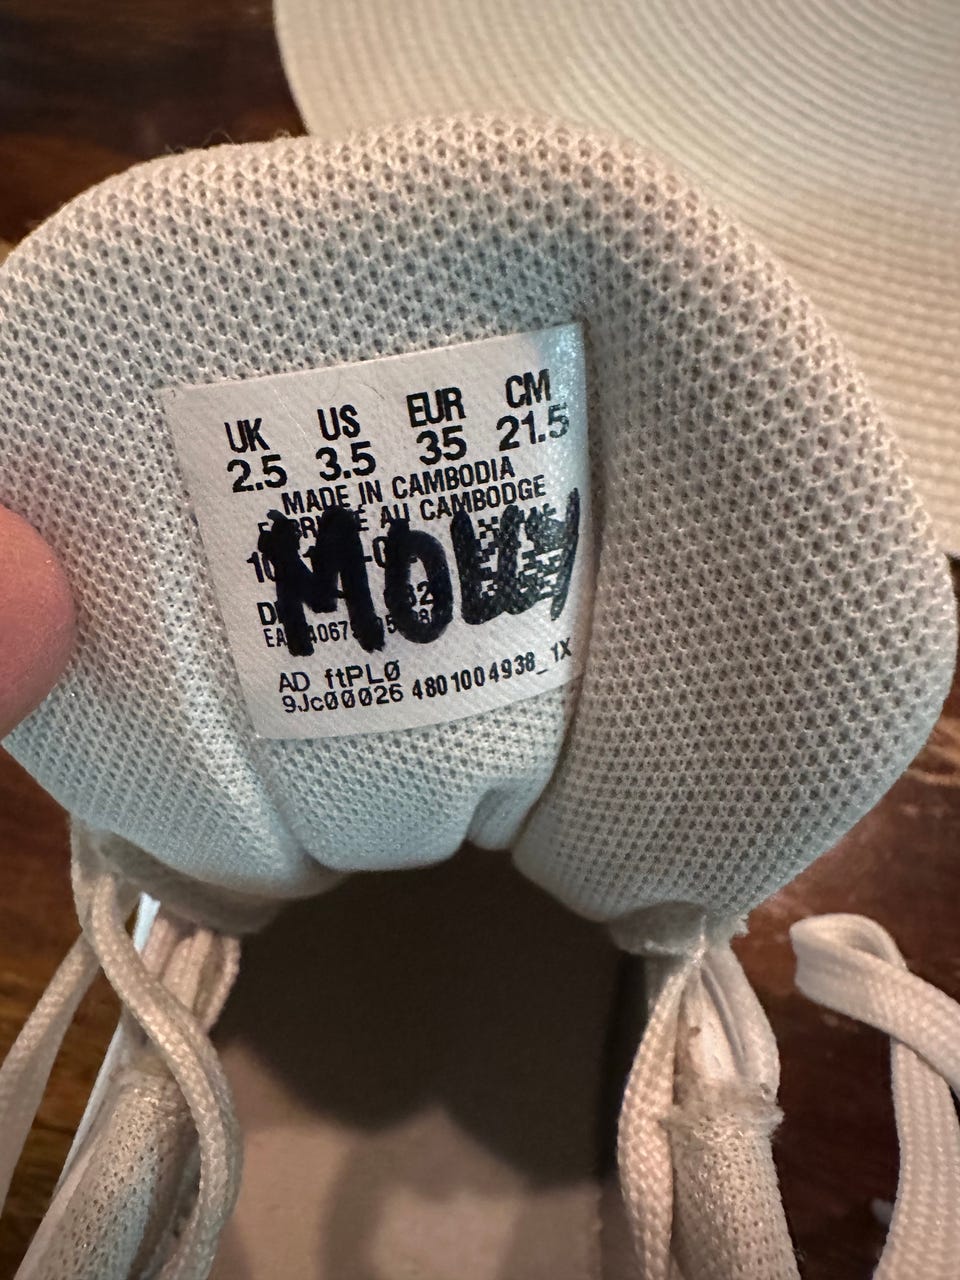 UK US EUR CM
2.5 3.5 35 21.5
MADE IN CAMBODIA
AU CAMBODGE
MOLLY
AD ftPLØ
9JcØØØ26 4801004938_1X